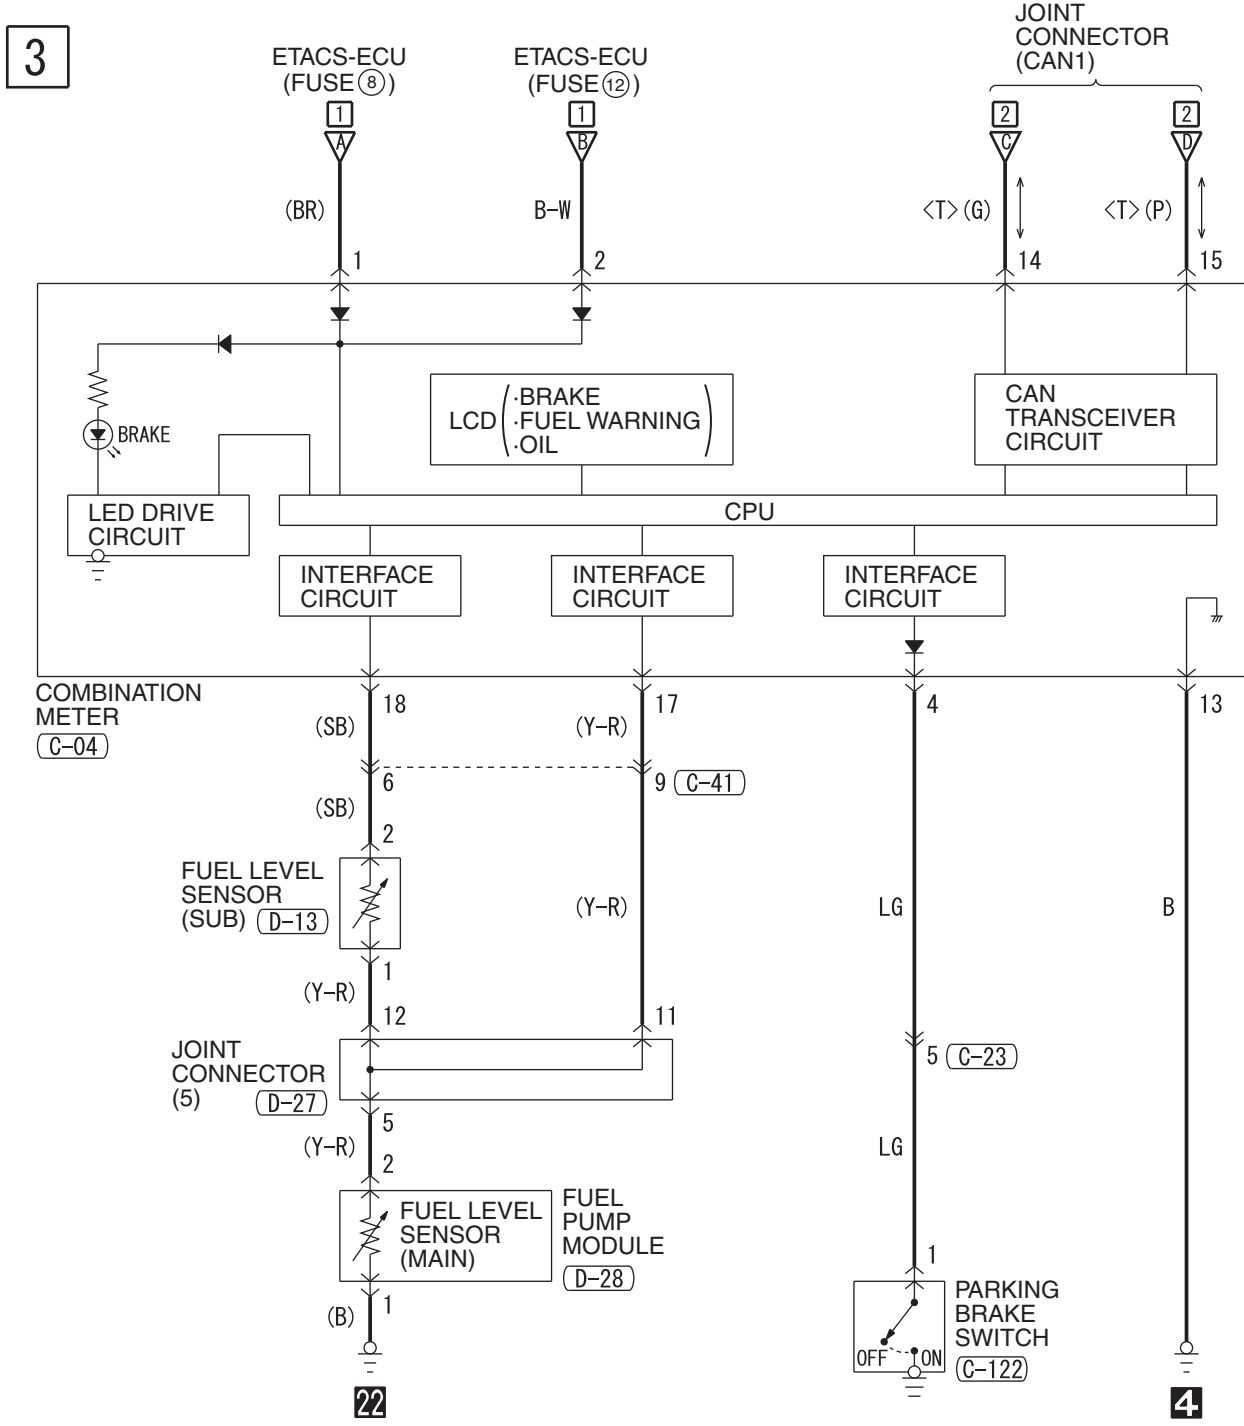 3
ETACS-ECU
(FUSE⑧)
ETACS-ECU
(FUSE⑫)
JOINT
CONNECTOR
(CAN1)
1
1
2
2
A
B
C
D
(BR)
B-W
<T>(G)
<T>(P)
1
2
14
15
BRAKE
LCD
·BRAKE
·FUEL WARNING
·OIL
CAN
TRANSCEIVER
CIRCUIT
LED DRIVE
CIRCUIT
CPU
INTERFACE
CIRCUIT
INTERFACE
CIRCUIT
INTERFACE
CIRCUIT
COMBINATION
METER
C-04
18
17
4
13
(SB)
(Y-R)
6
9
C-41
(SB)
2
FUEL LEVEL
SENSOR
(SUB)
D-13
(Y-R)
LG
B
1
(Y-R)
12
11
JOINT
CONNECTOR
(5)
D-27
5
C-23
5
(Y-R)
LG
2
FUEL LEVEL
SENSOR
(MAIN)
FUEL
PUMP
MODULE
D-28
1
1
(B)
OFF
ON
PARKING
BRAKE
SWITCH
C-122
22
4